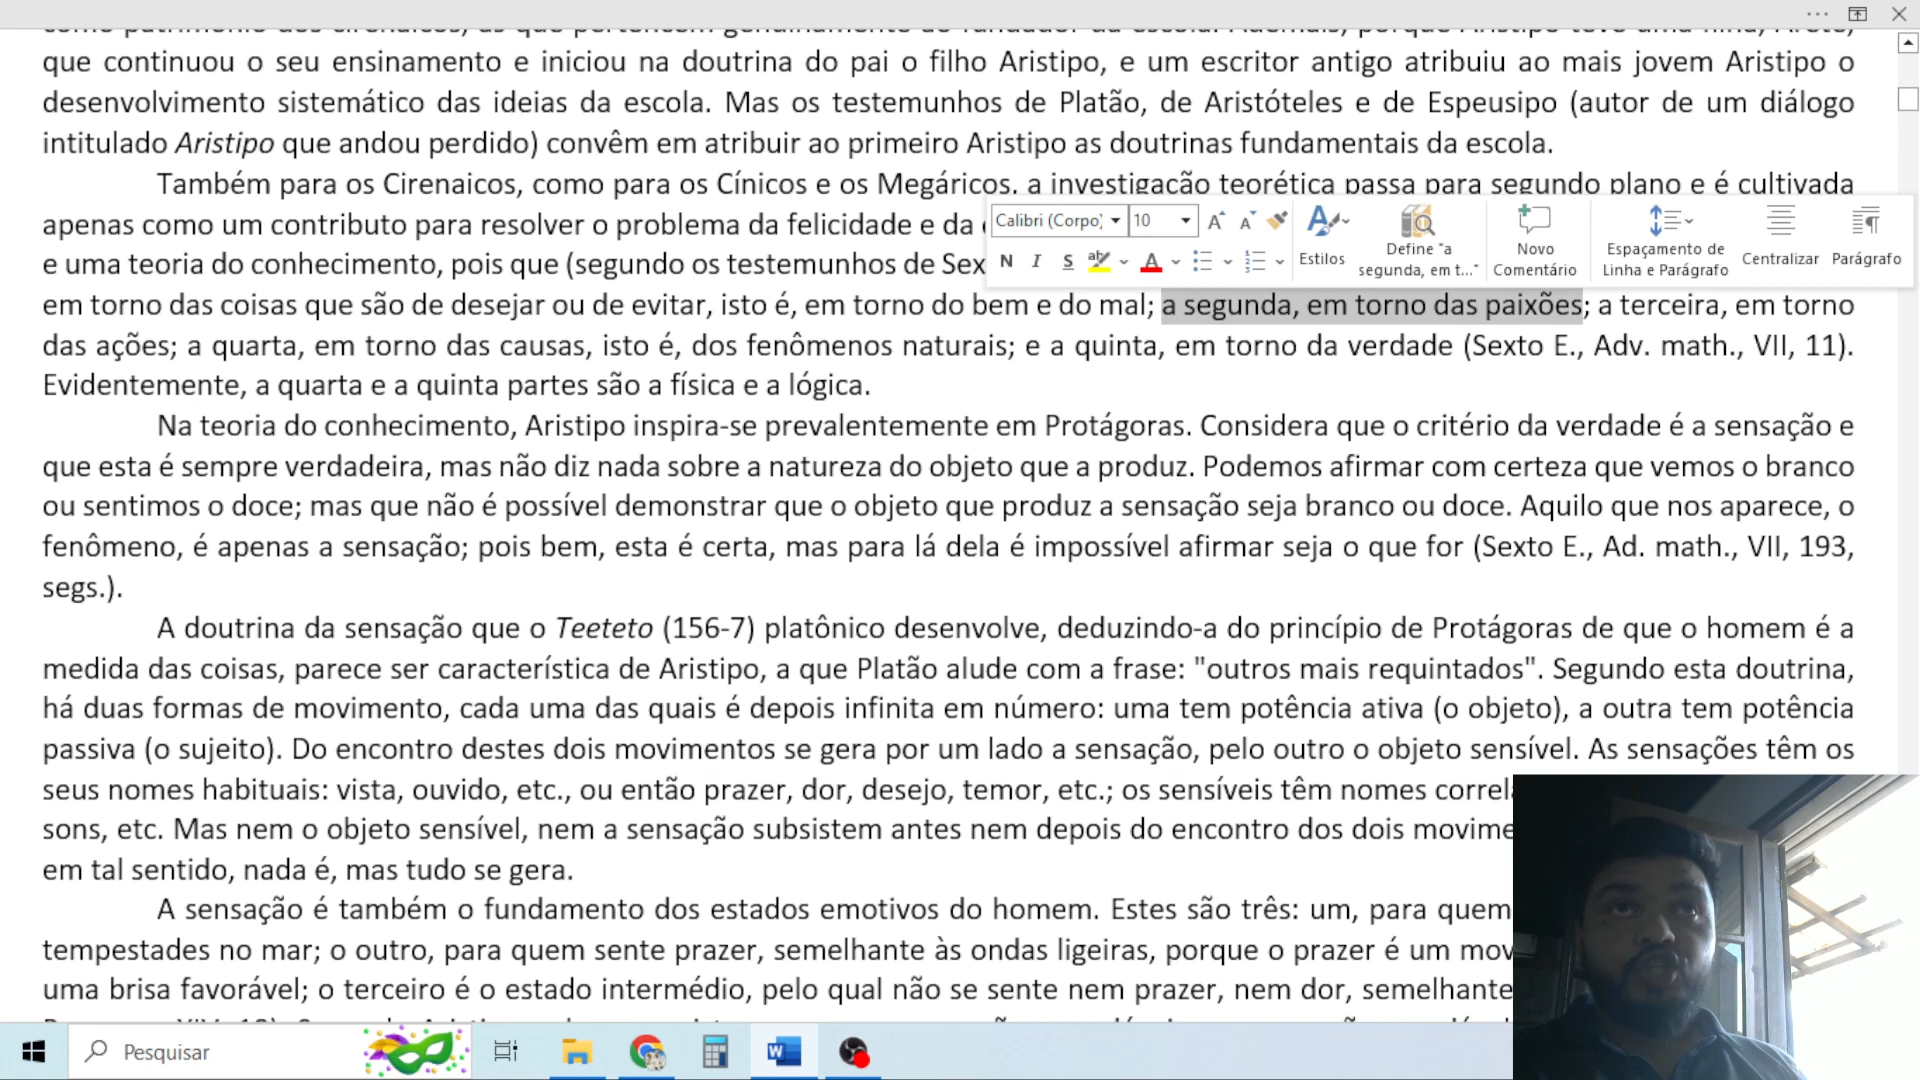 que continuou o seu ensinamento e iniciou na doutrina do pai o filho Aristipo, e um escritor antigo atribuiu ao mais jovem Aristipo o
desenvolvimento sistemático das ideias da escola. Mas os testemunhos de Platão, de Aristóteles e de Espeusipo (autor de um diálogo
intitulado Aristipo que andou perdido) convêm em atribuir ao primeiro Aristipo as doutrinas fundamentais da escola.
Também para os Cirenaicos, como para os Cínicos e os Megáricos, a investigação teorética passa para segundo plano e é cultivada
apenas como um contributo para resolver o problema da felicidade e da
Calibri (Corpo) 10
Define "a segunda, em t..."
Novo Comentário
Espaçamento de Linha e Parágrafo
Centralizar
Parágrafo
N I S
Estilos
e uma teoria do conhecimento, pois que (segundo os testemunhos de Sex
em torno das coisas que são de desejar ou de evitar, isto é, em torno do bem e do mal; a segunda, em torno das paixões; a terceira, em torno
das ações; a quarta, em torno das causas, isto é, dos fenômenos naturais; e a quinta, em torno da verdade (Sexto E., Adv. math., VII, 11).
Evidentemente, a quarta e a quinta partes são a física e a lógica.
Na teoria do conhecimento, Aristipo inspira-se prevalentemente em Protágoras. Considera que o critério da verdade é a sensação e
que esta é sempre verdadeira, mas não diz nada sobre a natureza do objeto que a produz. Podemos afirmar com certeza que vemos o branco
ou sentimos o doce; mas que não é possível demonstrar que o objeto que produz a sensação seja branco ou doce. Aquilo que nos aparece, o
fenômeno, é apenas a sensação; pois bem, esta é certa, mas para lá dela é impossível afirmar seja o que for (Sexto E., Ad. math., VII, 193,
segs.).
A doutrina da sensação que o Teeteto (156-7) platônico desenvolve, deduzindo-a do princípio de Protágoras de que o homem é a
medida das coisas, parece ser característica de Aristipo, a que Platão alude com a frase: "outros mais requintados". Segundo esta doutrina,
há duas formas de movimento, cada uma das quais é depois infinita em número: uma tem potência ativa (o objeto), a outra tem potência
passiva (o sujeito). Do encontro destes dois movimentos se gera por um lado a sensação, pelo outro o objeto sensível. As sensações têm os
seus nomes habituais: vista, ouvido, etc., ou então prazer, dor, desejo, temor, etc.; os sensíveis têm nomes correl
sons, etc. Mas nem o objeto sensível, nem a sensação subsistem antes nem depois do encontro dos dois movime
em tal sentido, nada é, mas tudo se gera.
A sensação é também o fundamento dos estados emotivos do homem. Estes são três: um, para quem
tempestades no mar; o outro, para quem sente prazer, semelhante às ondas ligeiras, porque o prazer é um mov
uma brisa favorável; o terceiro é o estado intermédio, pelo qual não se sente nem prazer, nem dor, semelhante
Pesquisar